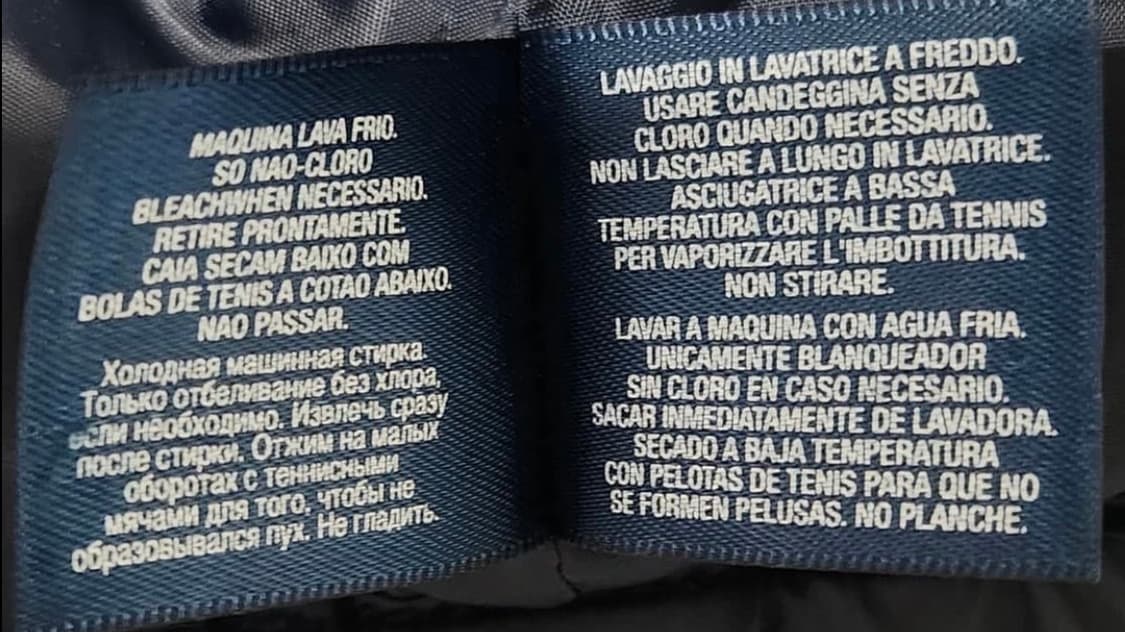 MAQUINA LAVA FRIO.
SO NAO-CLORO
BLEACHWHEN NECESSARIO.
RETIRE PRONTAMENTE.
CAIA SECAM BAIXO COM
BOLAS DE TENIS A COTAO ABAIXO.
NAO PASSAR.
Холодная машинная стирка.
Только отбеливание без хлора,
если необходимо. Извлечь сразу
после стирки. Отжим на малых
оборотах с теннисными
мячами для того, чтобы не
образовывался пух. Не гладить.
LAVAGGIO IN LAVATRICE A FREDDO.
USARE CANDEGGINA SENZA
CLORO QUANDO NECESSARIO.
NON LASCIARE A LUNGO IN LAVATRICE.
ASCIUGATRICE A BASSA
TEMPERATURA CON PALLE DA TENNIS
PER VAPORIZZARE L'IMBOTTITURA.
NON STIRARE.
LAVAR A MAQUINA CON AGUA FRIA.
UNICAMENTE BLANQUEADOR
SIN CLORO EN CASO NECESARIO.
SACAR INMEDIATAMENTE DE LAVADORA.
SECADO A BAJA TEMPERATURA
CON PELOTAS DE TENIS PARA QUE NO
SE FORMEN PELUSAS. NO PLANCHE.